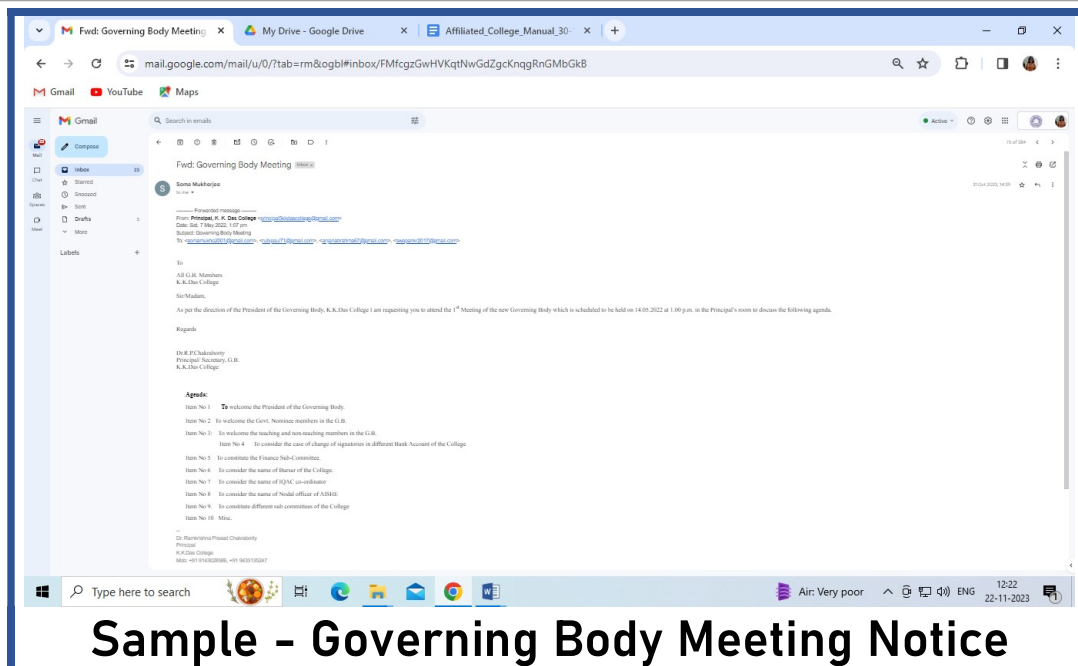 Fwd: Governing Body Meeting
My Drive - Google Drive
Affiliated_College_Manual_30-
mail.google.com/mail/u/0/?tab=rm&ogbl#inbox/FMfcgzGwHVKqtNwGdZgcKnqgRnGMbGkB
Gmail YouTube Maps
Gmail
Search in emails
Active
Mail
Compose
Chat
Inbox
Starred
Spaces
Snoozed
Sent
Meet
Drafts
More
Labels
Fwd: Governing Body Meeting
Soma Mukherjee
to me
Forwarded message
From: Principal, K. K. Das College
Date: Sat, 7 May 2022, 1:07 pm
Subject: Governing Body Meeting
To:
To
All G.B. Members
K.K.Das College
Sir/Madam,
As per the direction of the President of the Governing Body, K.K.Das College I am requesting you to attend the 1st Meeting of the new Governing Body which is scheduled to be held on 14.05.2022 at 1.00 p.m. in the Principal's room to discuss the following agenda.
Regards
Dr.R.P.Chakraborty
Principal/ Secretary, G.B.
K.K.Das College
Agenda:
Item No 1 To welcome the President of the Governing Body.
Item No 2 To welcome the Govt. Nominee members in the G.B.
Item No 3: To welcome the teaching and non-teaching members in the G.B.
Item No 4 To consider the case of change of signatories in different Bank Account of the College
Item No 5 To constitute the Finance Sub-Committee.
Item No 6 To consider the name of Bursar of the College.
Item No 7 To consider the name of IQAC co-ordinator
Item No 8 To consider the name of Nodal officer of AISHE
Item No 9. To constitute different sub committees of the College
Item No 10 Misc.
--
Dr. Ramkrishna Prasad Chakraborty
Principal
K.K.Das College
Type here to search
Air: Very poor
ENG
12:22
22-11-2023
Sample - Governing Body Meeting Notice